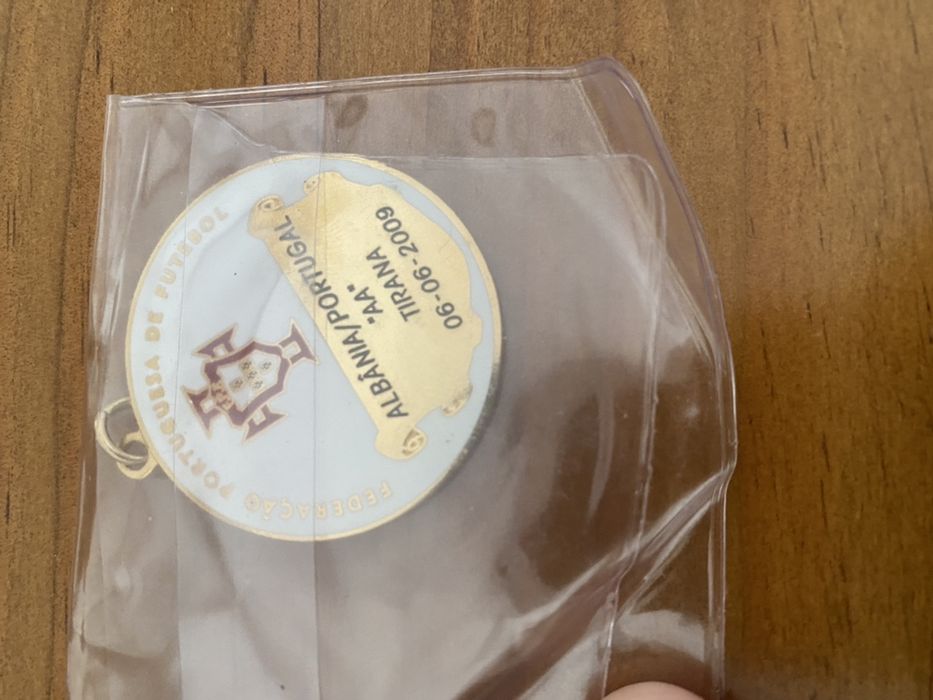 FEDERAÇÃO PORTUGUESA DE FUTEBOL
ALBÂNIA/PORTUGAL
"AA"
TIRANA
06-06-2009